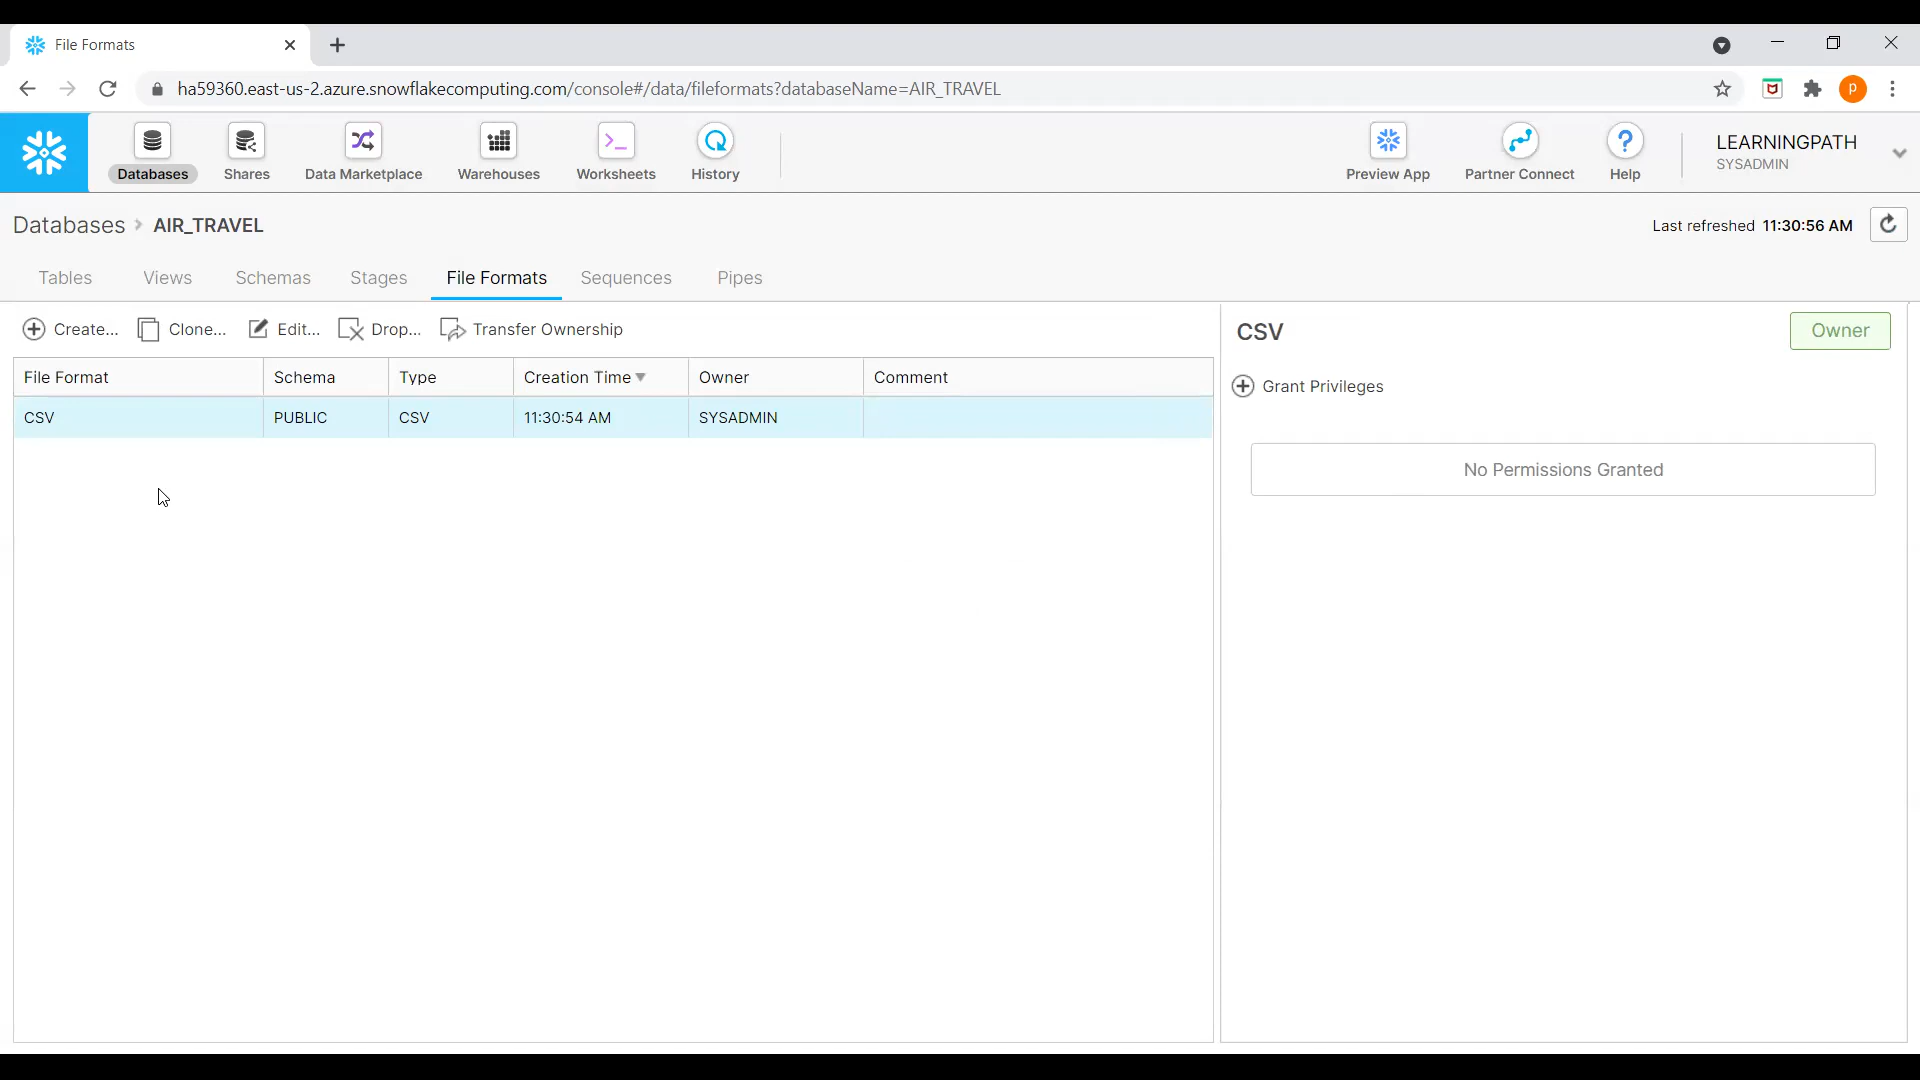 File Formats
ha59360.east-us-2.azure.snowflakecomputing.com/console#/data/fileformats?databaseName=AIR_TRAVEL
P
Databases Shares Data Marketplace Warehouses Worksheets History Preview App Partner Connect Help
LEARNINGPATH
SYSADMIN
Databases AIR_TRAVEL
Last refreshed 11:30:56 AM
Tables Views Schemas Stages File Formats Sequences Pipes
Create... Clone... Edit... Drop... Transfer Ownership
File Format Schema Type Creation Time Owner Comment
CSV PUBLIC CSV 11:30:54 AM SYSADMIN
CSV
Owner
Grant Privileges
No Permissions Granted